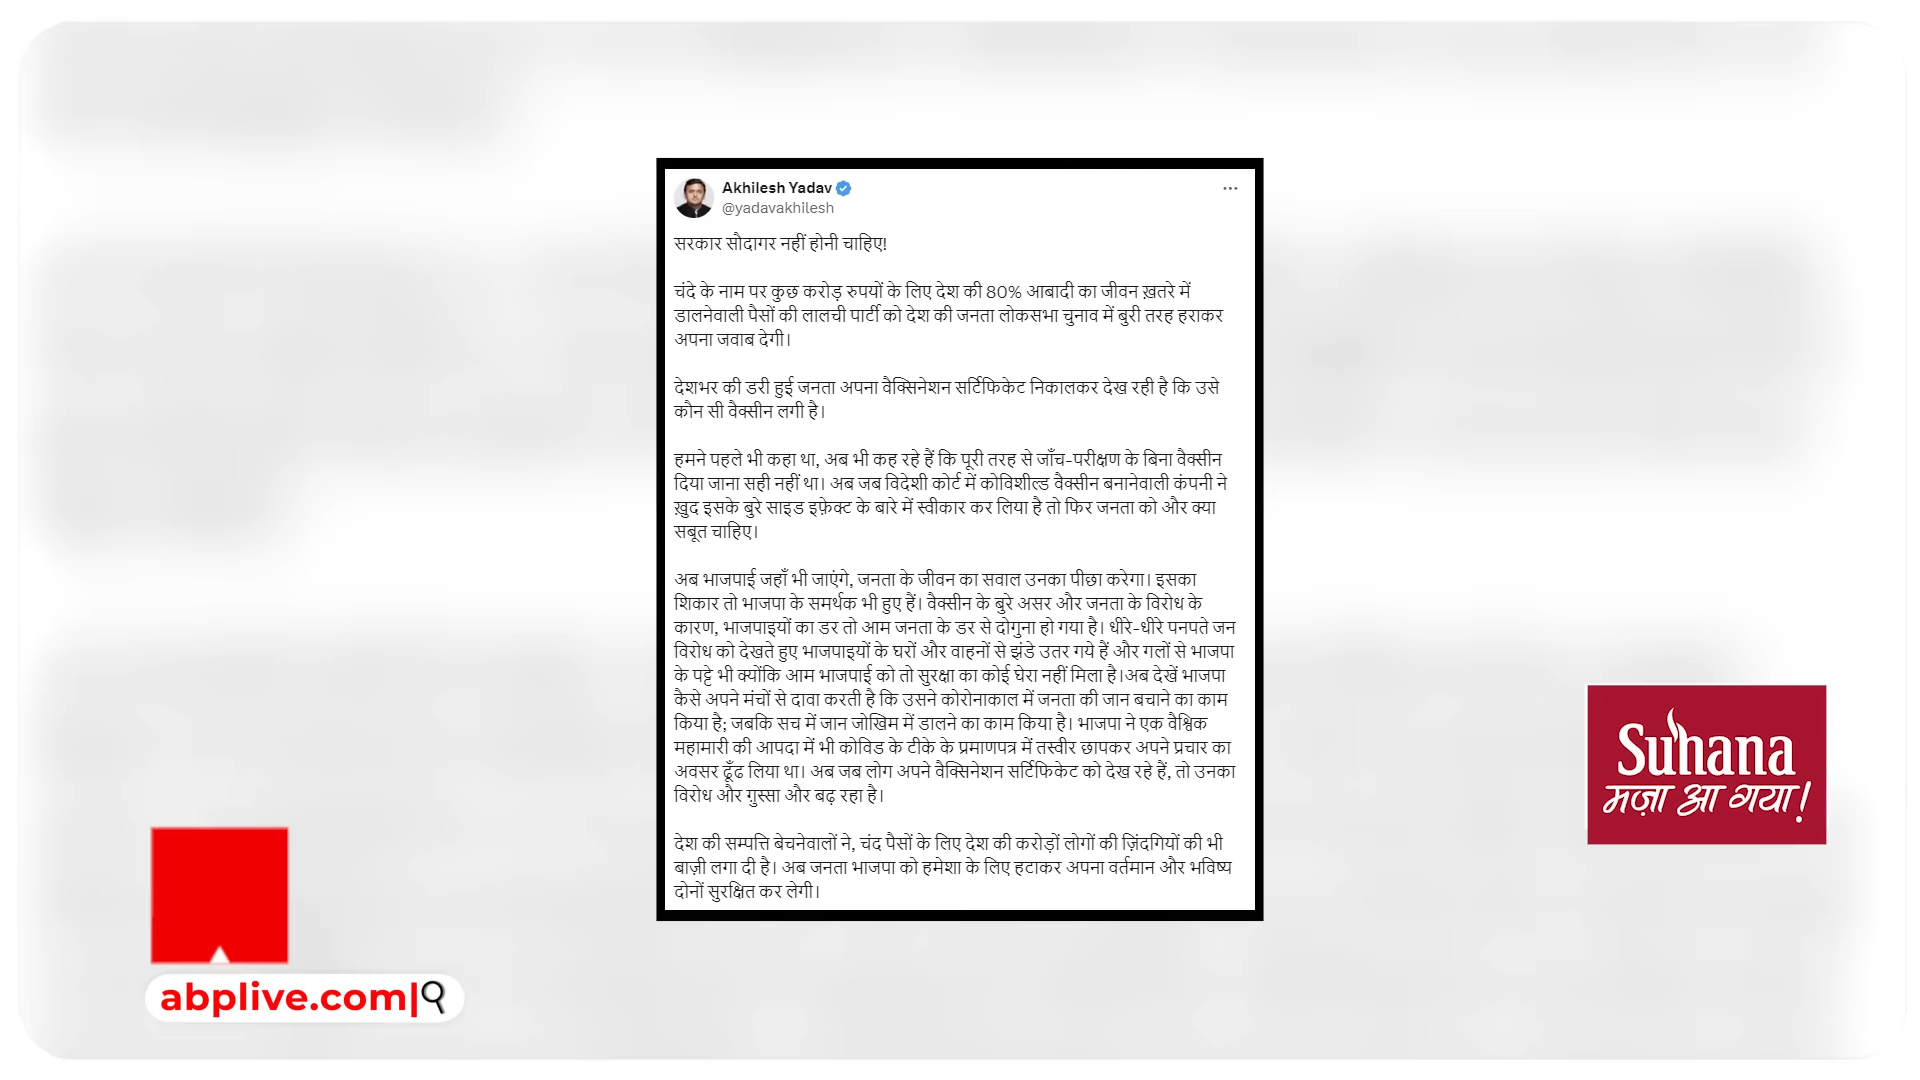 Akhilesh Yadav
@yadavakhilesh
सरकार सौदागर नहीं होनी चाहिए!
चंदे के नाम पर कुछ करोड़ रुपयों के लिए देश की 80% आबादी का जीवन ख़तरे में
डालनेवाली पैसों की लालची पार्टी को देश की जनता लोकसभा चुनाव में बुरी तरह हराकर
अपना जवाब देगी।
देशभर की डरी हुई जनता अपना वैक्सिनेशन सर्टिफिकेट निकालकर देख रही है कि उसे
कौन सी वैक्सीन लगी है।
हमने पहले भी कहा था, अब भी कह रहे हैं कि पूरी तरह से जाँच-परीक्षण के बिना वैक्सीन
दिया जाना सही नहीं था। अब जब विदेशी कोर्ट में कोविशील्ड वैक्सीन बनानेवाली कंपनी ने
ख़ुद इसके बुरे साइड इफ़ेक्ट के बारे में स्वीकार कर लिया है तो फिर जनता को और क्या
सबूत चाहिए।
अब भाजपाई जहाँ भी जाएंगे, जनता के जीवन का सवाल उनका पीछा करेगा। इसका
शिकार तो भाजपा के समर्थक भी हुए हैं। वैक्सीन के बुरे असर और जनता के विरोध के
कारण, भाजपाइयों का डर तो आम जनता के डर से दोगुना हो गया है। धीरे-धीरे पनपते जन
विरोध को देखते हुए भाजपाइयों के घरों और वाहनों से झंडे उतर गये हैं और गलों से भाजपा
के पट्टे भी क्योंकि आम भाजपाई को तो सुरक्षा का कोई घेरा नहीं मिला है।अब देखें भाजपा
कैसे अपने मंचों से दावा करती है कि उसने कोरोनाकाल में जनता की जान बचाने का काम
किया है; जबकि सच में जान जोखिम में डालने का काम किया है। भाजपा ने एक वैश्विक
महामारी की आपदा में भी कोविड के टीके के प्रमाणपत्र में तस्वीर छापकर अपने प्रचार का
अवसर ढूँढ लिया था। अब जब लोग अपने वैक्सिनेशन सर्टिफिकेट को देख रहे हैं, तो उनका
विरोध और ग़ुस्सा और बढ़ रहा है।
देश की सम्पत्ति बेचनेवालों ने, चंद पैसों के लिए देश की करोड़ों लोगों की ज़िंदगियों की भी
बाज़ी लगा दी है। अब जनता भाजपा को हमेशा के लिए हटाकर अपना वर्तमान और भविष्य
दोनों सुरक्षित कर लेगी।
Suhana
मज़ा आ गया!
abplive.com